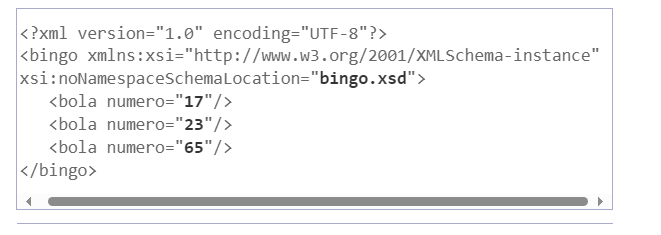 <?xml version="1.0" encoding="UTF-8"?>
<bingo xmlns:xsi="http://www.w3.org/2001/XMLSchema-instance"
xsi:noNamespaceSchemaLocation="bingo.xsd">
   <bola numero="17"/>
   <bola numero="23"/>
   <bola numero="65"/>
</bingo>